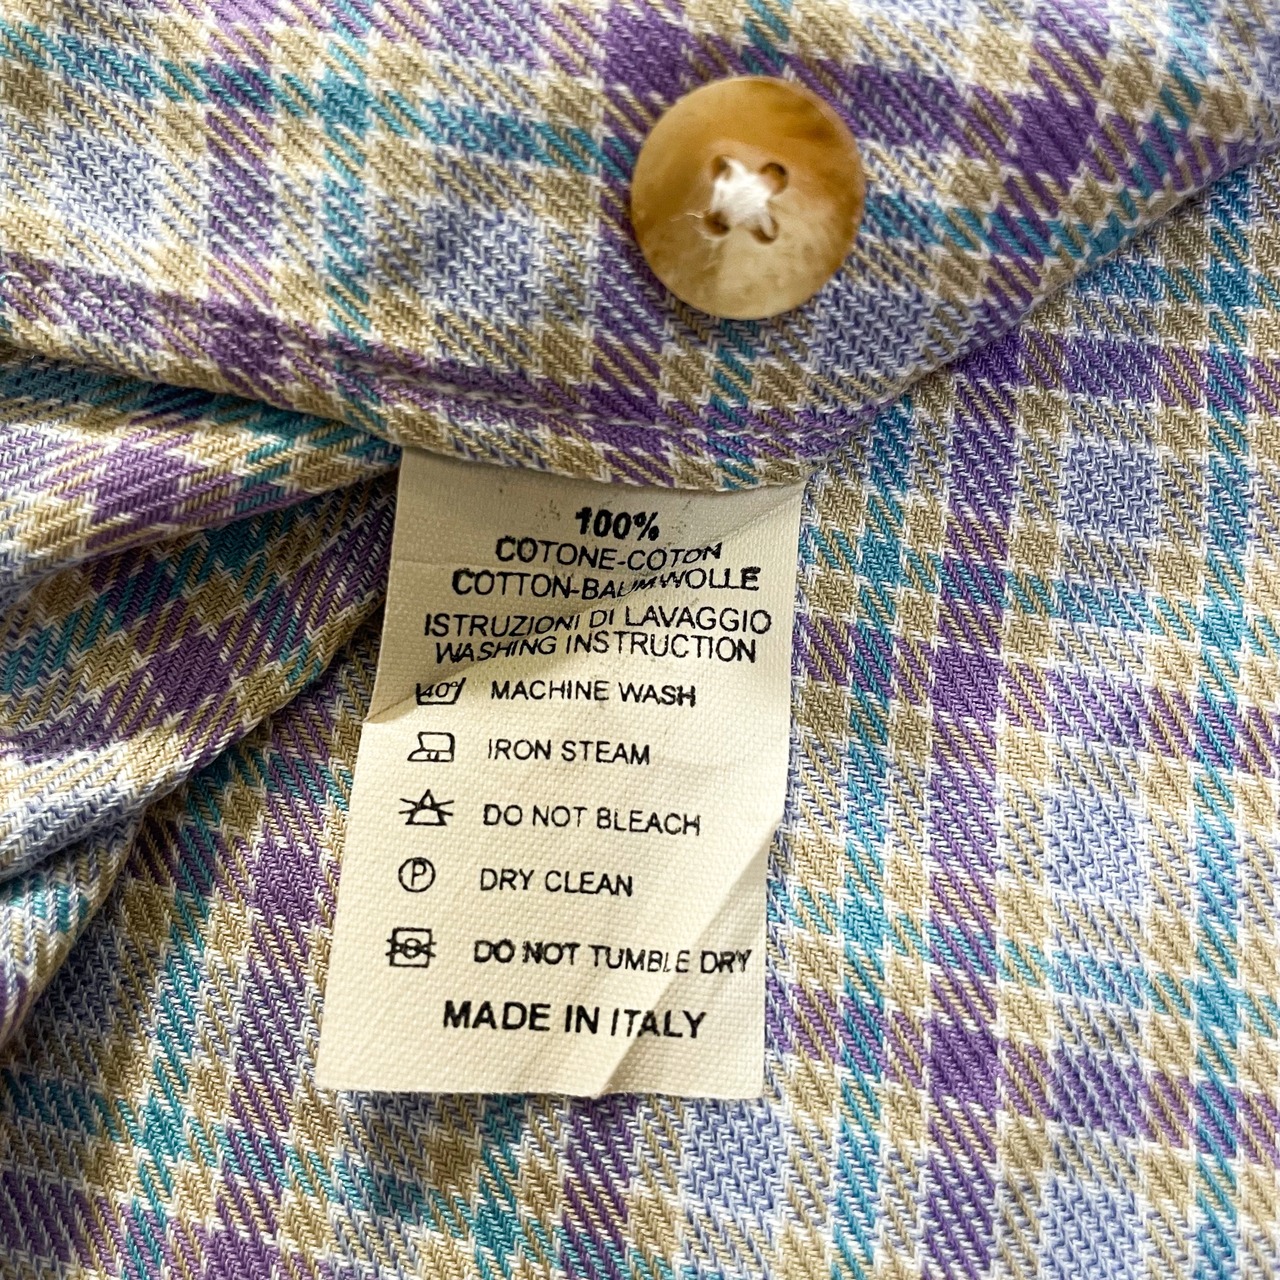 100%
COTONE-COTON
COTTON-BAUMWOLLE
ISTRUZIONI DI LAVAGGIO
WASHING INSTRUCTION
40° MACHINE WASH
IRON STEAM
DO NOT BLEACH
P DRY CLEAN
DO NOT TUMBLE DRY
MADE IN ITALY